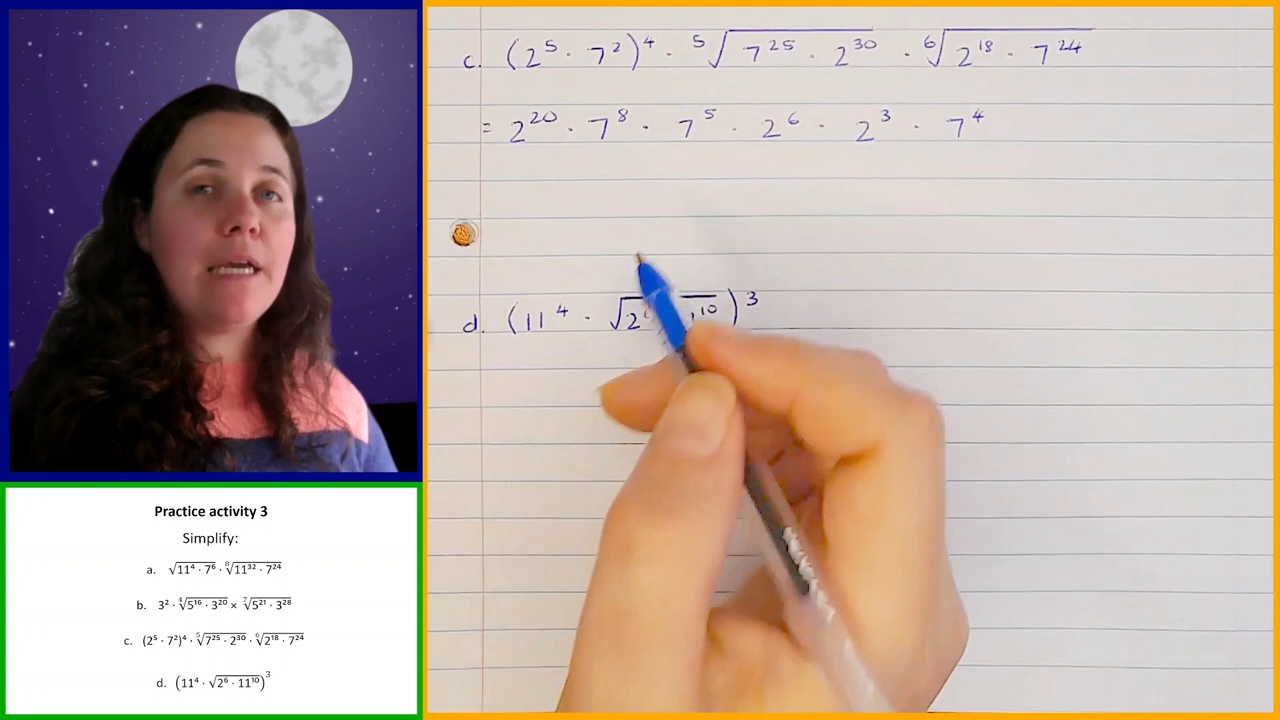 c. (2⁵ · 7²)⁴ · ⁵√(7²⁵ · 2³⁰) · ⁶√(2¹⁸ · 7²⁴)
= 2²⁰ · 7⁸ · 7⁵ · 2⁶ · 2³ · 7⁴
d. (11⁴ · √(2 ¹⁰))³
Practice activity 3
Simplify:
a. √(11⁴ · 7⁶) · ⁸√(11³² · 7²⁴)
b. 3² · ⁴√(5¹⁶ · 3²⁰) × ⁷√(5²¹ · 3²⁸)
c. (2⁵ · 7²)⁴ · ⁵√(7²⁵ · 2³⁰) · ⁶√(2¹⁸ · 7²⁴)
d. (11⁴ · √(2⁶ · 11¹⁰))³